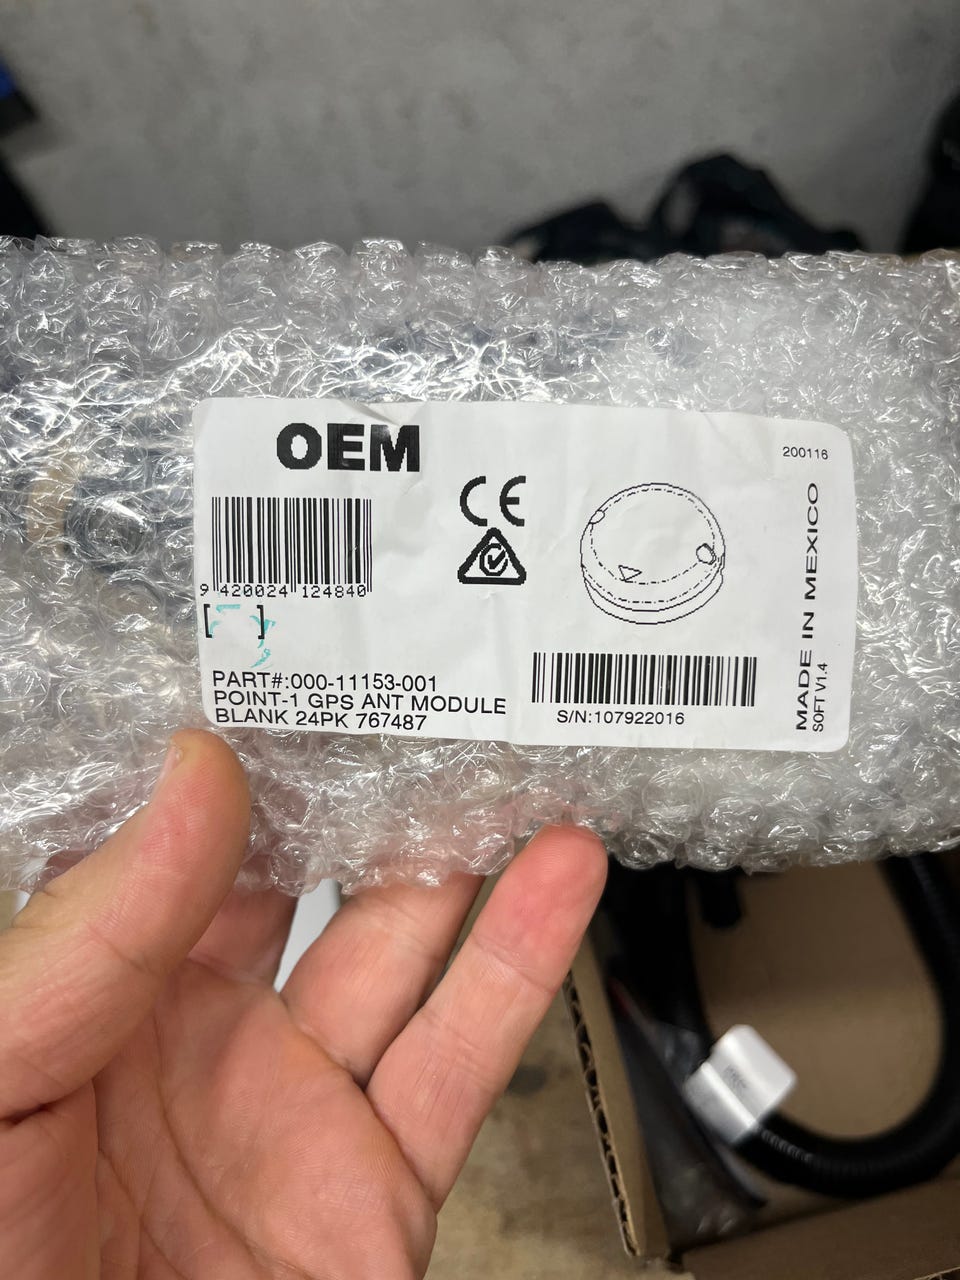 OEM
200116
CE
9 420024 124840
[ ]
PART#:000-11153-001
POINT-1 GPS ANT MODULE
BLANK 24PK 767487
S/N:107922016
MADE IN MEXICO
SOFT V1.4